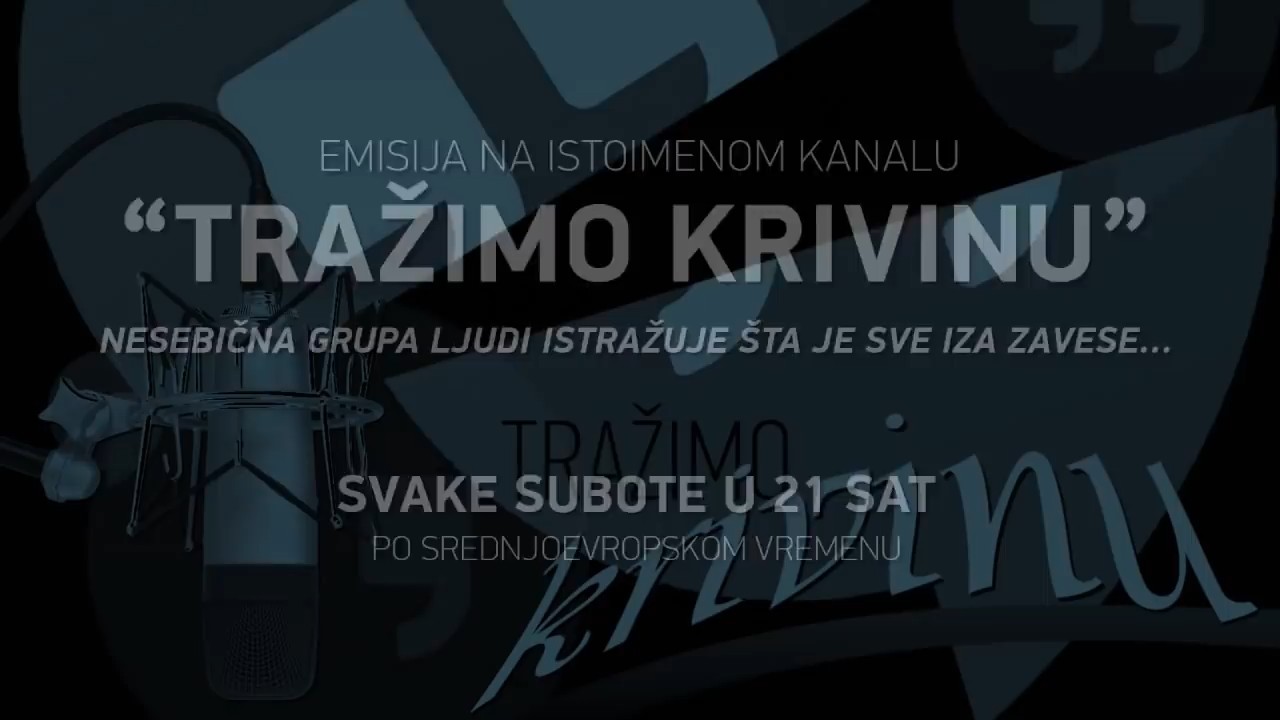 EMISIJA NA ISTOIMENOM KANALU
“TRAŽIMO KRIVINU”
NESEBIČNA GRUPA LJUDI ISTRAŽUJE ŠTA JE SVE IZA ZAVESE...
TRAŽIMO
krivinu
SVAKE SUBOTE U 21 SAT
PO SREDNJOEVROPSKOM VREMENU